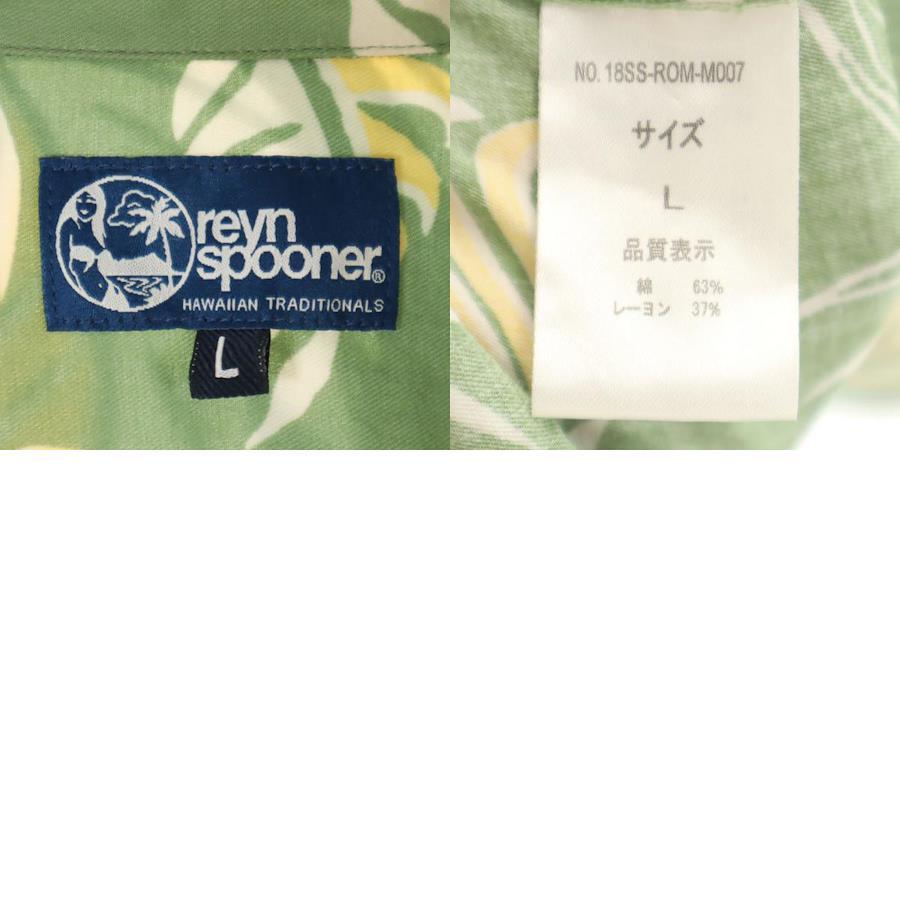 reyn
spooner®
HAWAIIAN TRADITIONALS
L
NO. 18SS-ROM-M007
サイズ
L
品質表示
綿 63%
レーヨン 37%